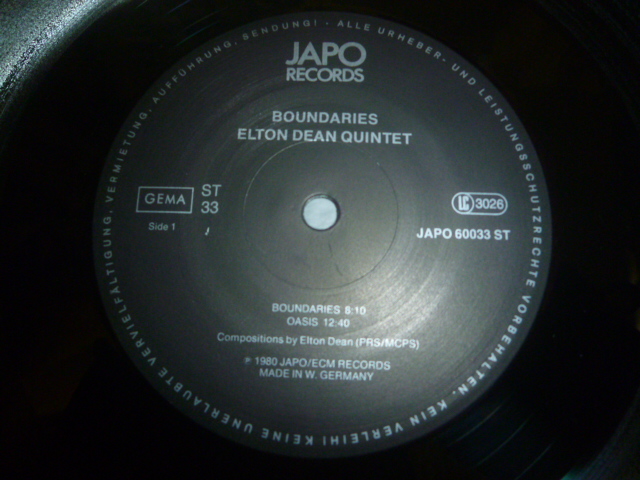 JAPO
RECORDS
BOUNDARIES
ELTON DEAN QUINTET
GEMA
ST
33
Side 1
LC 3026
JAPO 60033 ST
BOUNDARIES 8:10
OASIS 12:40
Compositions by Elton Dean (PRS/MCPS)
℗ 1980 JAPO/ECM RECORDS
MADE IN W. GERMANY
ALLE URHEBER- UND LEISTUNGSSCHUTZRECHTE VORBEHALTEN. KEIN VERLEIH! KEINE UNERLAUBTE VERVIELFÄLTIGUNG, VERMIETUNG, AUFFÜHRUNG, SENDUNG! -